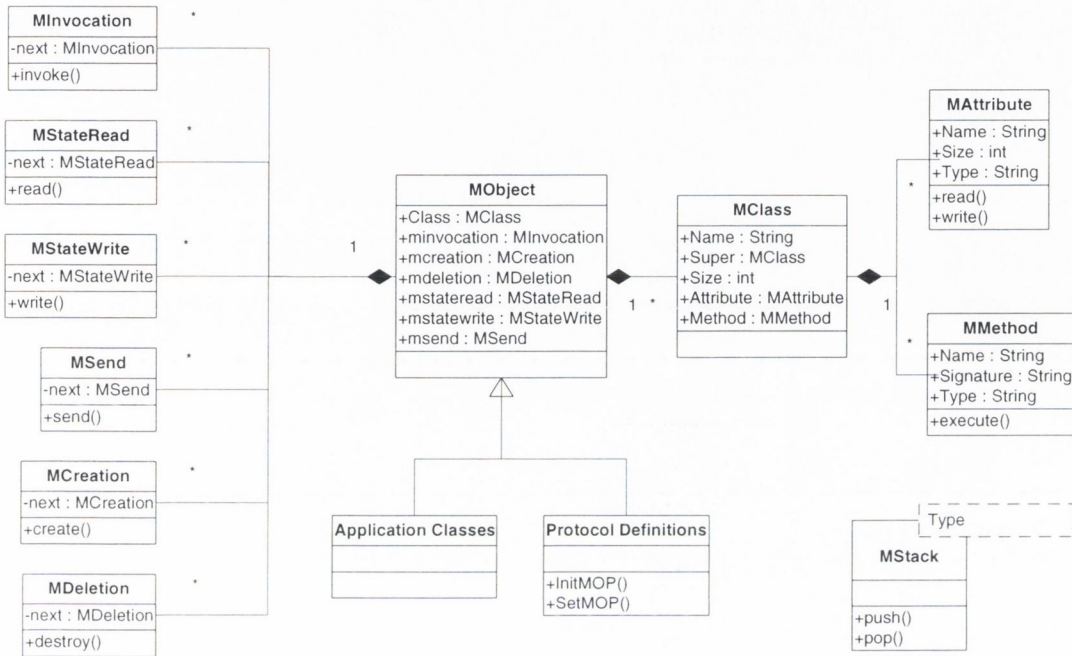 MInvocation
-next : MInvocation
+invoke()
*
MStateRead
-next : MStateRead
+read()
*
MStateWrite
-next : MStateWrite
+write()
*
MSend
-next : MSend
+send()
*
MCreation
-next : MCreation
+create()
*
MDeletion
-next : MDeletion
+destroy()
*
1
MObject
+Class : MClass
+minvocation : MInvocation
+mcreation : MCreation
+mdeletion : MDeletion
+mstateread : MStateRead
+mstatewrite : MStateWrite
+msend : MSend
1 *
MClass
+Name : String
+Super : MClass
+Size : int
+Attribute : MAttribute
+Method : MMethod
1
*
*
MAttribute
+Name : String
+Size : int
+Type : String
+read()
+write()
MMethod
+Name : String
+Signature : String
+Type : String
+execute()
Application Classes
Protocol Definitions
+InitMOP()
+SetMOP()
Type
MStack
+push()
+pop()